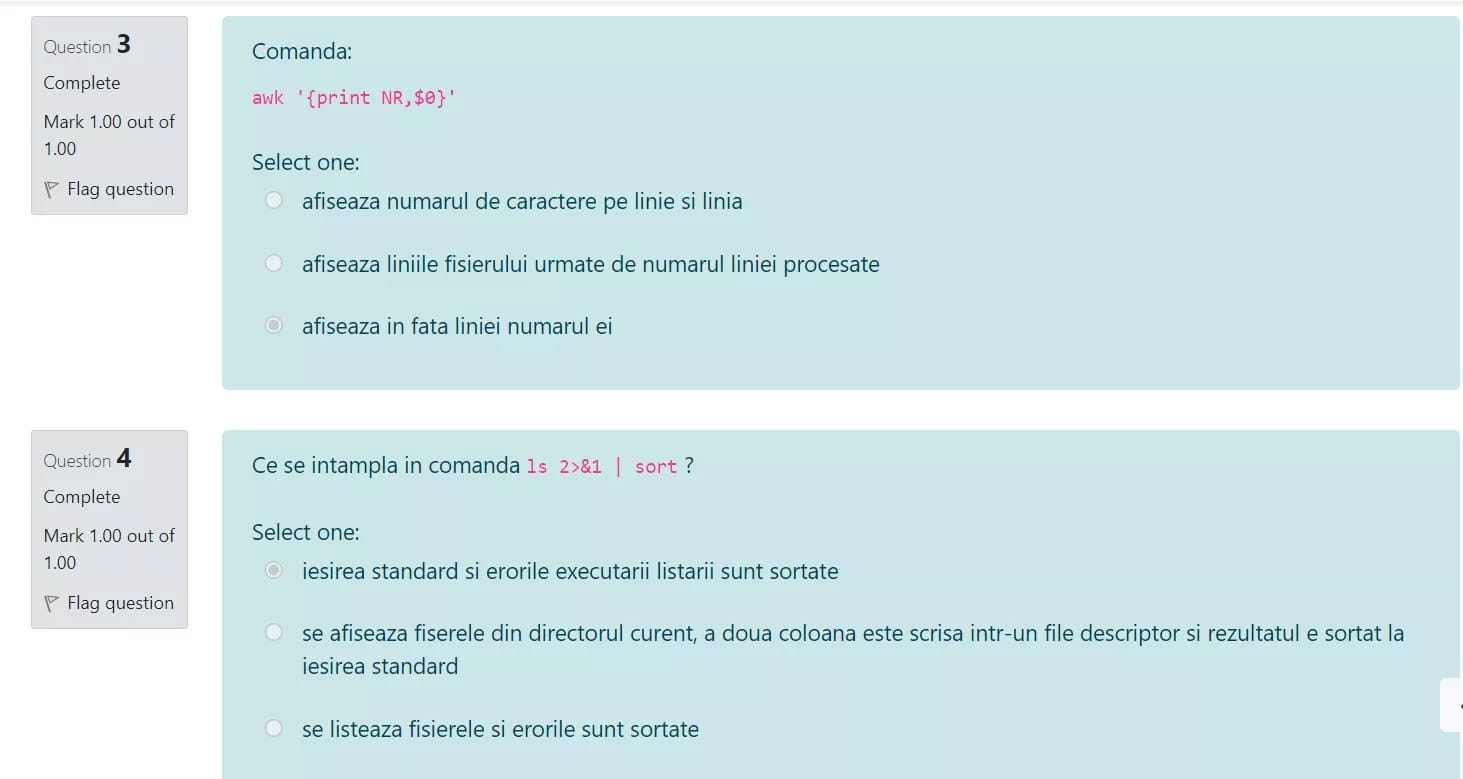 Question 3
Complete
Mark 1.00 out of
1.00
Flag question
Comanda:
awk '{print NR,$0}'
Select one:
afiseaza numarul de caractere pe linie si linia
afiseaza liniile fisierului urmate de numarul liniei procesate
afiseaza in fata liniei numarul ei
Question 4
Complete
Mark 1.00 out of
1.00
Flag question
Ce se intampla in comanda ls 2>&1 | sort ?
Select one:
iesirea standard si erorile executarii listarii sunt sortate
se afiseaza fiserele din directorul curent, a doua coloana este scrisa intr-un file descriptor si rezultatul e sortat la
iesirea standard
se listeaza fisierele si erorile sunt sortate